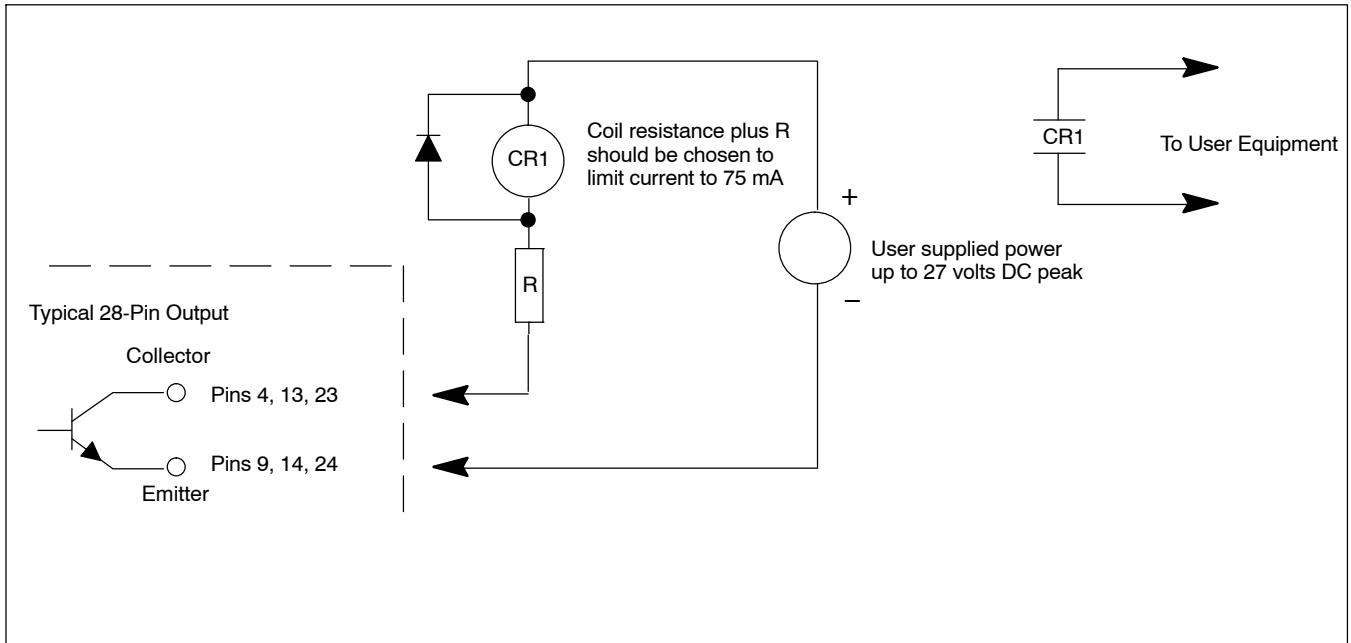 Coil resistance plus R
should be chosen to
limit current to 75 mA
CR1
R
+
User supplied power
up to 27 volts DC peak
−
CR1
To User Equipment
Typical 28-Pin Output
Collector
Pins 4, 13, 23
Pins 9, 14, 24
Emitter